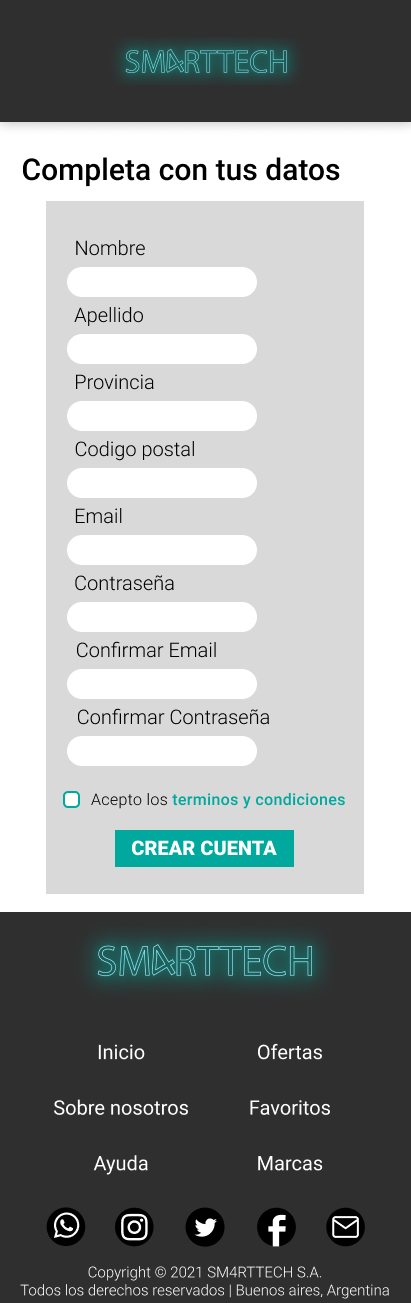 SM4RTTECH
Completa con tus datos
Nombre
Apellido
Provincia
Codigo postal
Email
Contraseña
Confirmar Email
Confirmar Contraseña
Acepto los terminos y condiciones
CREAR CUENTA
SM4RTTECH
Inicio Ofertas
Sobre nosotros Favoritos
Ayuda Marcas
Copyright © 2021 SM4RTTECH S.A.
Todos los derechos reservados | Buenos aires, Argentina